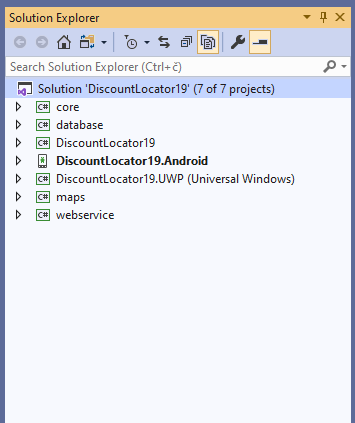 Solution Explorer
Search Solution Explorer (Ctrl+č)
Solution 'DiscountLocator19' (7 of 7 projects)
C# core
C# database
C# DiscountLocator19
DiscountLocator19.Android
C# DiscountLocator19.UWP (Universal Windows)
C# maps
C# webservice